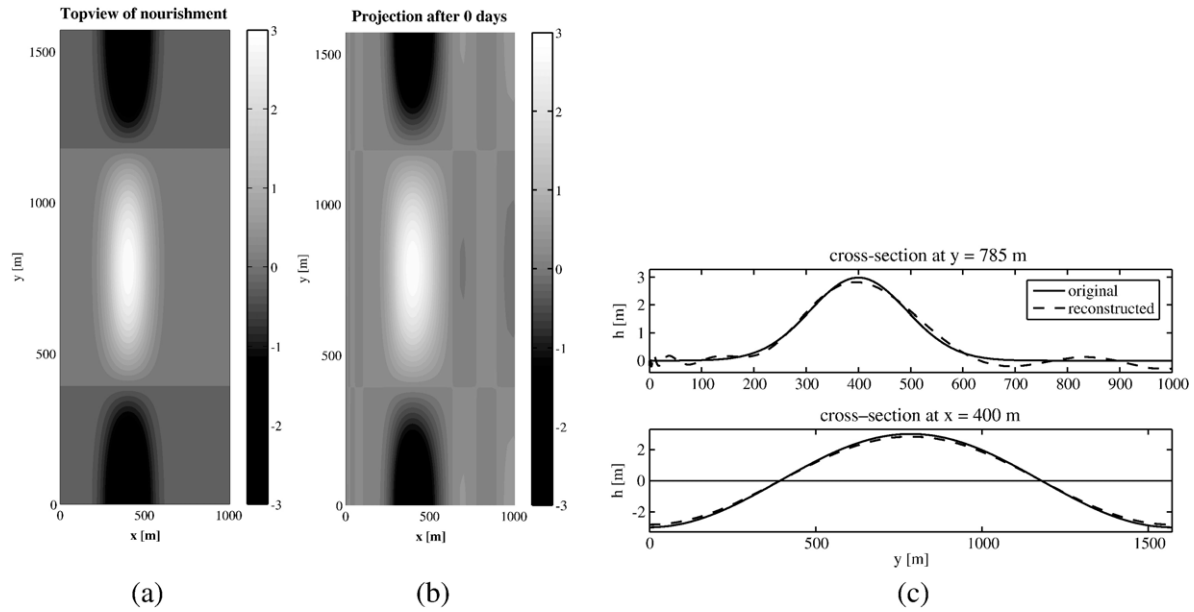 Topview of nourishment
1500
1000
500
0
y [m]
0 500 1000
x [m]
3
2
1
0
-1
-2
-3
(a)
Projection after 0 days
1500
1000
500
0
y [m]
0 500 1000
x [m]
3
2
1
0
-1
-2
-3
(b)
cross-section at y = 785 m
3
2
1
0
h [m]
original
reconstructed
0 100 200 300 400 500 600 700 800 900 1000
cross–section at x = 400 m
2
0
-2
h [m]
0 500 1000 1500
y [m]
(c)